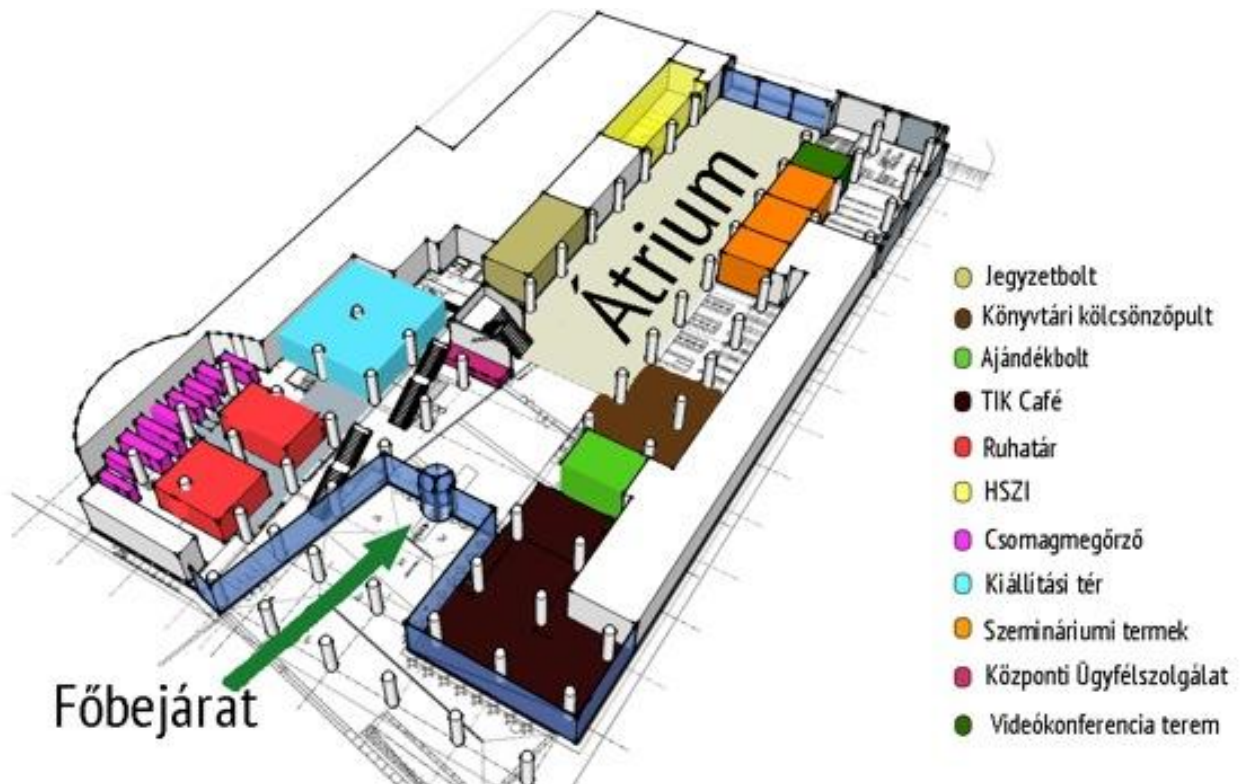 Átrium
Jegyzetbolt
Könyvtári kölcsönzőpult
Ajándékbolt
TIK Café
Ruhatár
HSZI
Csomagmegőrző
Kiállítási tér
Szemináriumi termek
Központi Ügyfélszolgálat
Videókonferencia terem
Főbejárat